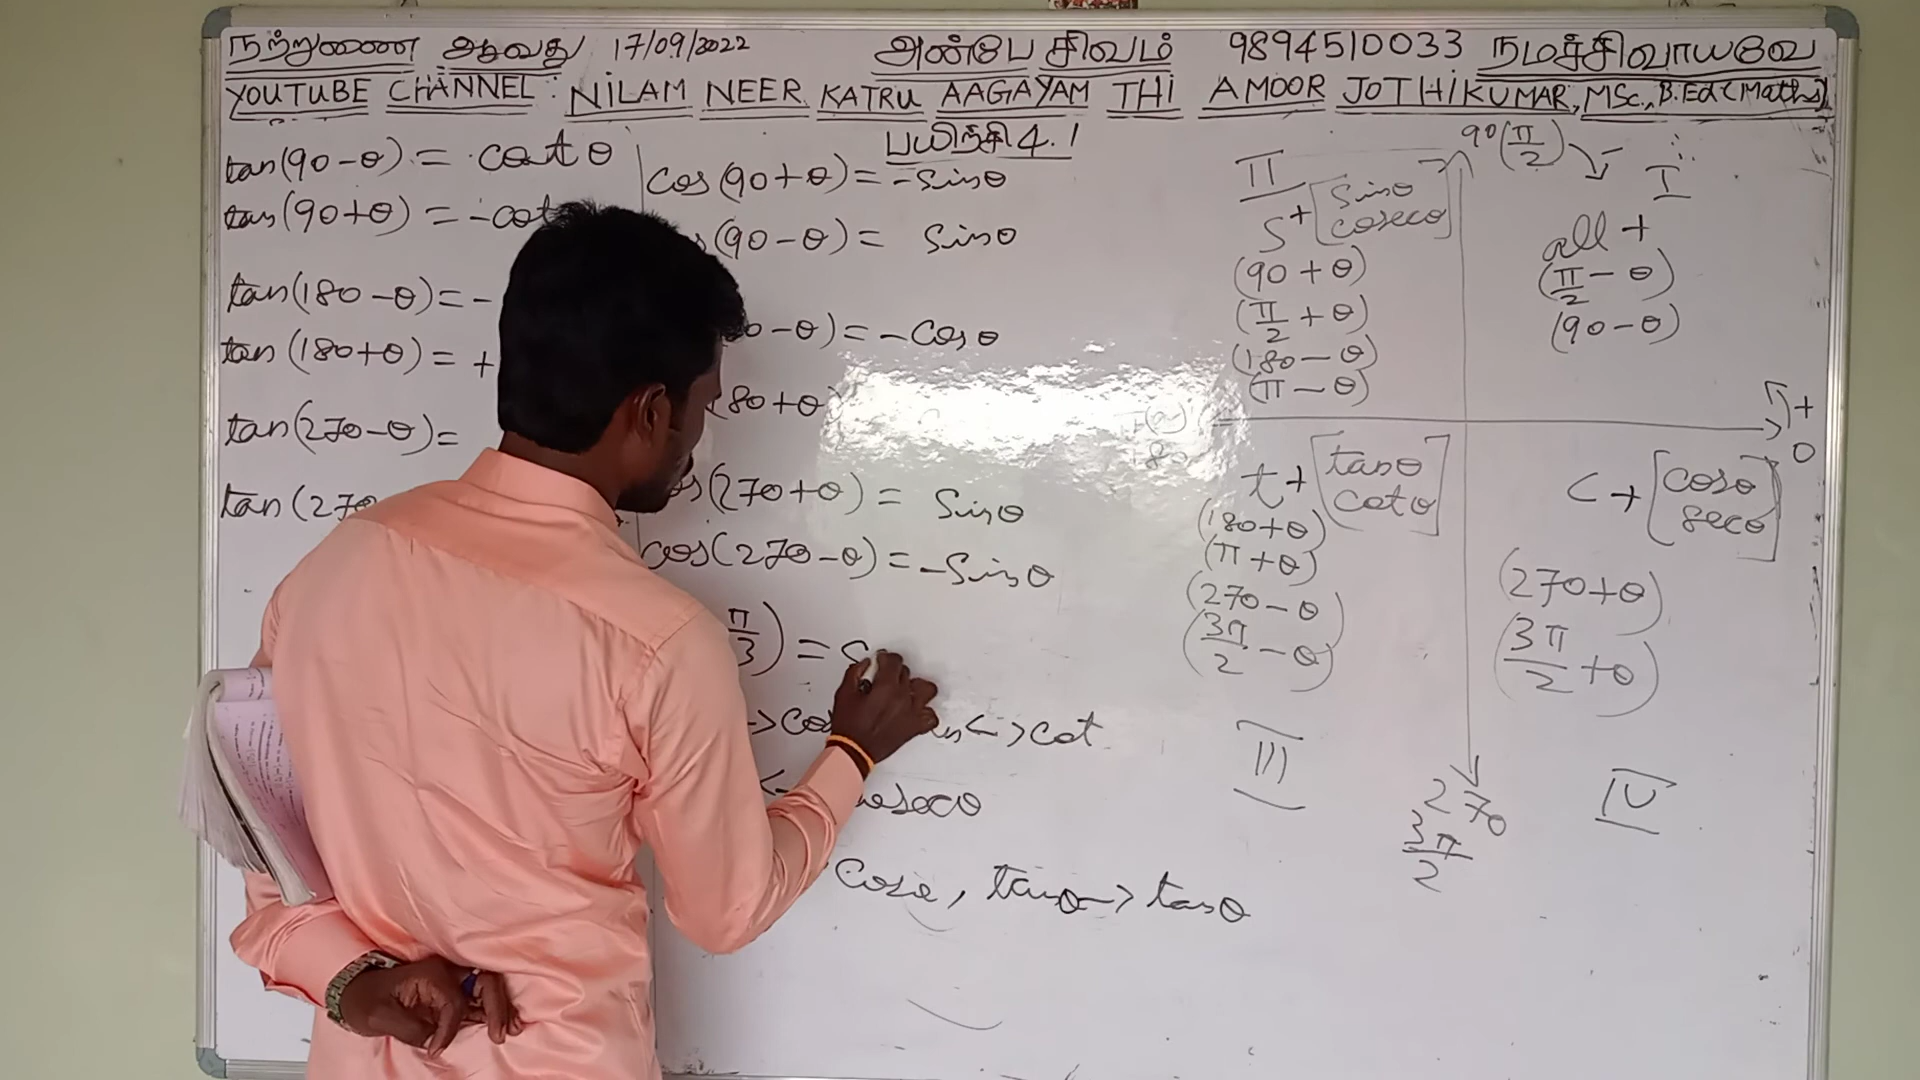 நற்றுணை ஆவது 17/09/2022 அன்பே சிவம் 9894510033 நமச்சிவாயவே
YOUTUBE CHANNEL: NILAM NEER KATRU AAGAYAM THI AMOOR JOTHIKUMAR, MSc., B.Ed (Maths)
பயிற்சி 4.1
tan(90-θ) = cot θ
tan(90+θ) = -cot
tan(180-θ) = -
tan(180+θ) = +
tan(270-θ) =
tan(270
cos(90+θ) = -Sinθ
(90-θ) = Sinθ
0-θ) = -Cosθ
80+θ)
cos(270+θ) = Sinθ
cos(270-θ) = -Sinθ
π/3) =
<->cot
cosecθ
Cosθ, tanθ -> tanθ
II
S+ [Sinθ
cosecθ]
(90+θ)
(π/2+θ)
(180-θ)
(π-θ)
90(π/2)
I
all +
(π/2-θ)
(90-θ)
+
0
t+ [tanθ
cotθ]
(180+θ)
(π+θ)
(270-θ)
(3π/2-θ)
III
C+ [cosθ
secθ]
(270+θ)
(3π/2+θ)
IV
270
3π/2